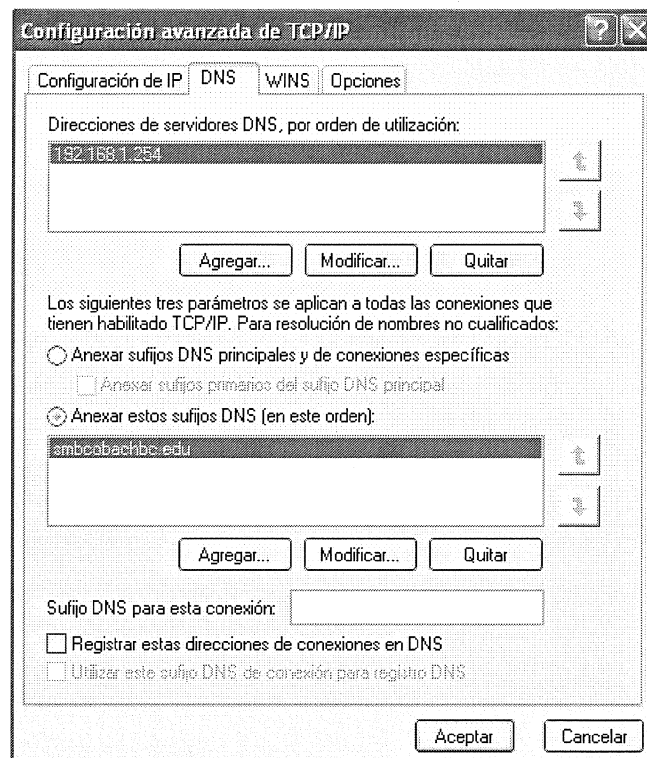 Configuración avanzada de TCP/IP
Configuración de IP DNS WINS Opciones
Direcciones de servidores DNS, por orden de utilización:
192.168.1.254
Agregar... Modificar... Quitar
Los siguientes tres parámetros se aplican a todas las conexiones que
tienen habilitado TCP/IP. Para resolución de nombres no cualificados:
Anexar sufijos DNS principales y de conexiones específicas
Anexar sufijos primarios del sufijo DNS principal
Anexar estos sufijos DNS (en este orden):
smbcobachbc.edu
Agregar... Modificar... Quitar
Sufijo DNS para esta conexión:
Registrar estas direcciones de conexiones en DNS
Utilizar este sufijo DNS de conexión para registro DNS
Aceptar Cancelar